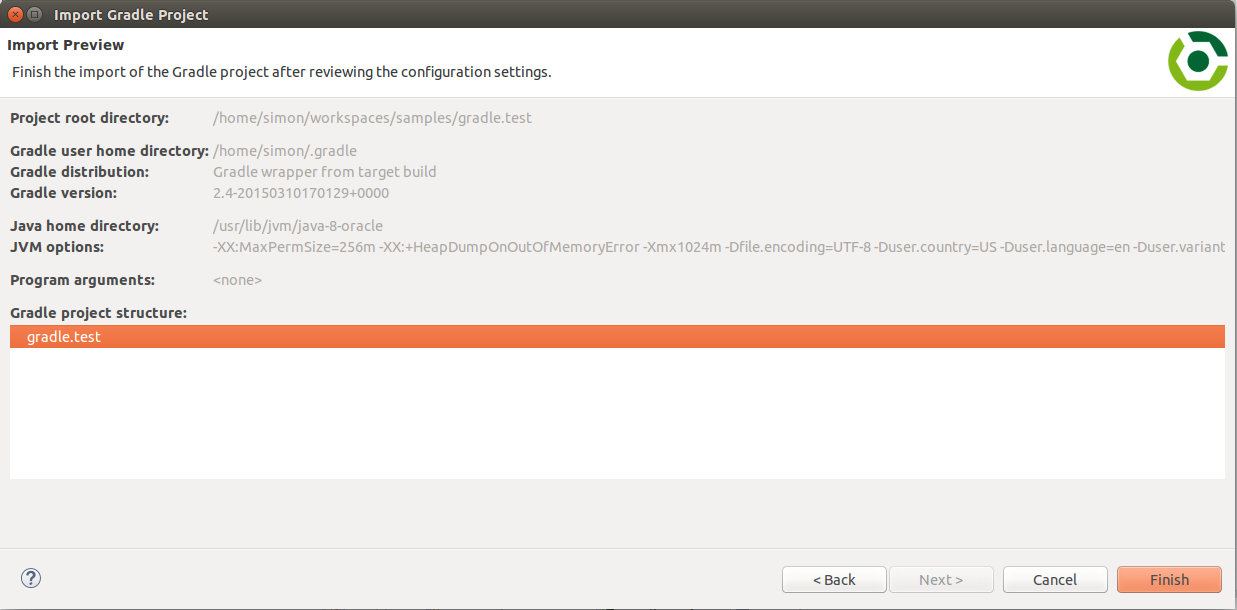 Import Gradle Project
Import Preview
Finish the import of the Gradle project after reviewing the configuration settings.
Project root directory: /home/simon/workspaces/samples/gradle.test
Gradle user home directory: /home/simon/.gradle
Gradle distribution: Gradle wrapper from target build
Gradle version: 2.4-20150310170129+0000
Java home directory: /usr/lib/jvm/java-8-oracle
JVM options: -XX:MaxPermSize=256m -XX:+HeapDumpOnOutOfMemoryError -Xmx1024m -Dfile.encoding=UTF-8 -Duser.country=US -Duser.language=en -Duser.variant
Program arguments: <none>
Gradle project structure:
gradle.test
? < Back Next > Cancel Finish